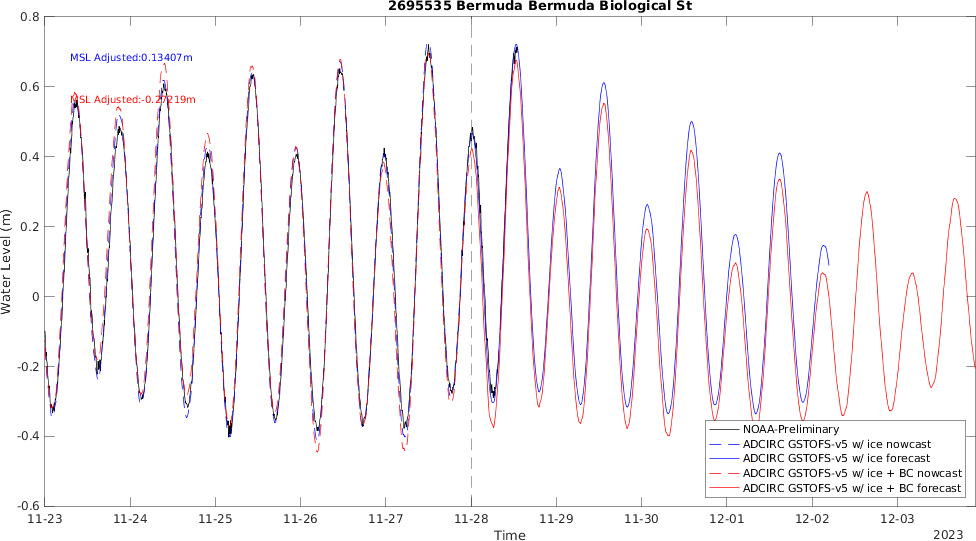 2695535 Bermuda Bermuda Biological St
MSL Adjusted:0.13407m
MSL Adjusted:-0.27219m
Water Level (m)
0.8
0.6
0.4
0.2
0
-0.2
-0.4
-0.6
NOAA-Preliminary
ADCIRC GSTOFS-v5 w/ ice nowcast
ADCIRC GSTOFS-v5 w/ ice forecast
ADCIRC GSTOFS-v5 w/ ice + BC nowcast
ADCIRC GSTOFS-v5 w/ ice + BC forecast
11-23 11-24 11-25 11-26 11-27 11-28 11-29 11-30 12-01 12-02 12-03
Time
2023